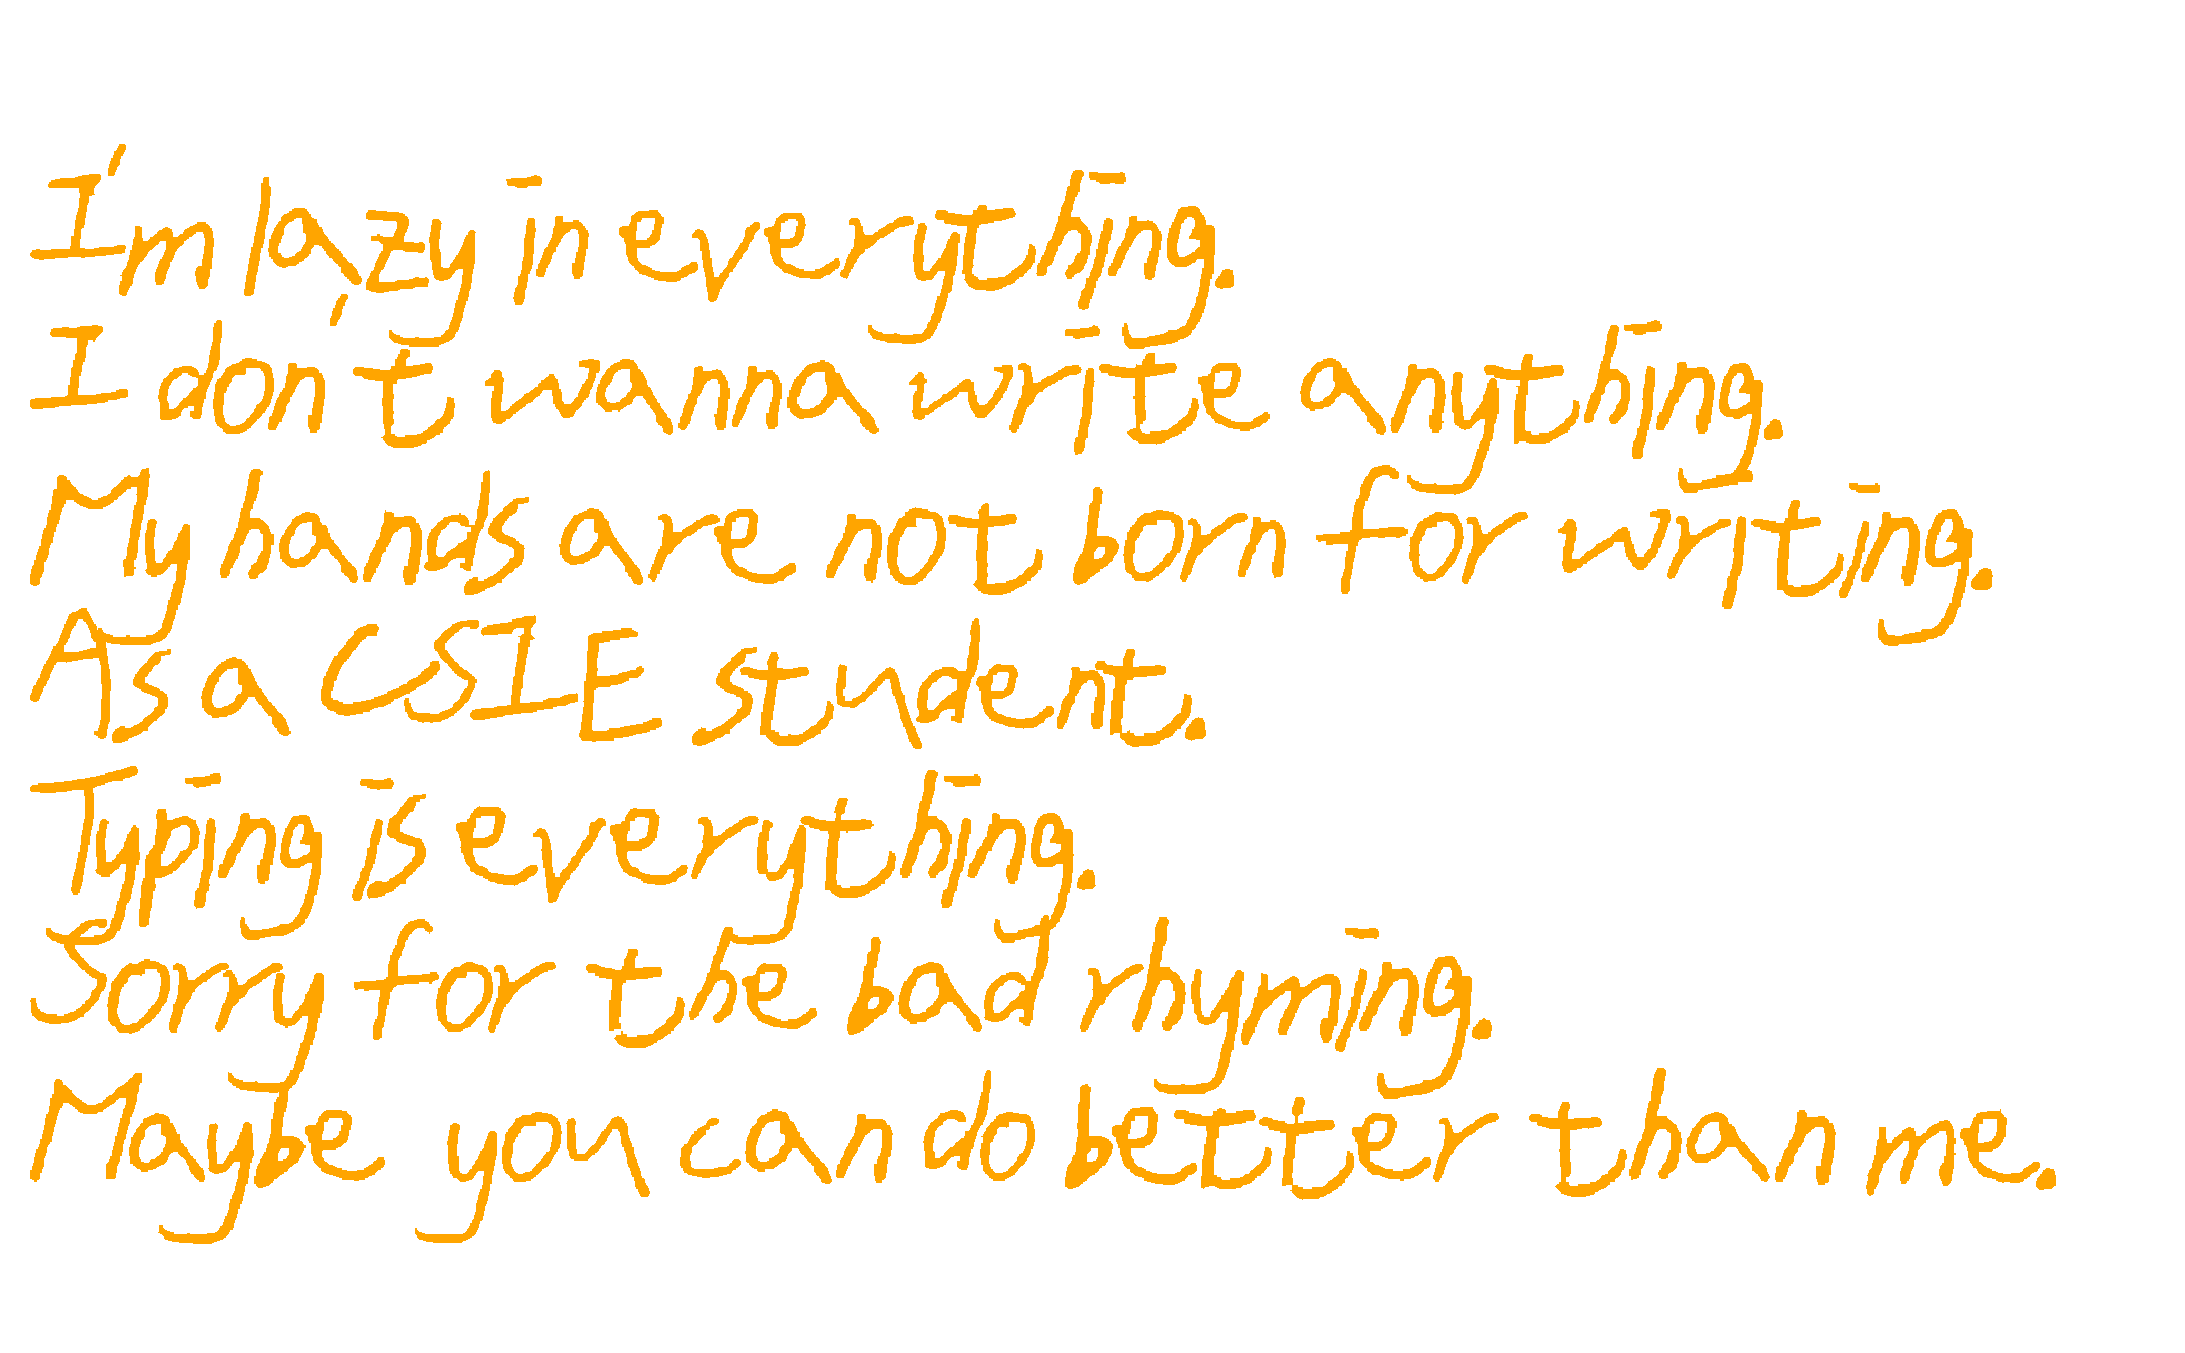 I'm lazy in everything.
I don't wanna write anything.
My hands are not born for writing.
As a CSIE student.
Typing is everything.
Sorry for the bad rhyming.
Maybe you can do better than me.